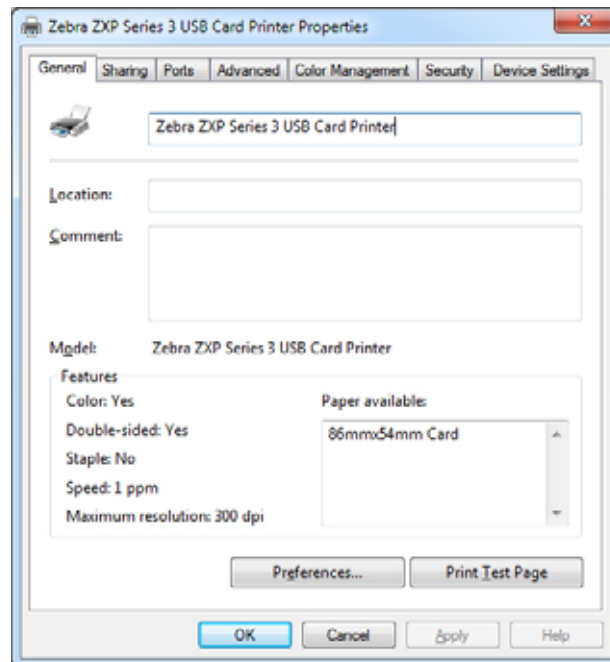 Zebra ZXP Series 3 USB Card Printer Properties
General Sharing Ports Advanced Color Management Security Device Settings
Zebra ZXP Series 3 USB Card Printer
Location:
Comment:
Model: Zebra ZXP Series 3 USB Card Printer
Features
Color: Yes Paper available:
Double-sided: Yes 86mmx54mm Card
Staple: No
Speed: 1 ppm
Maximum resolution: 300 dpi
Preferences... Print Test Page
OK Cancel Apply Help